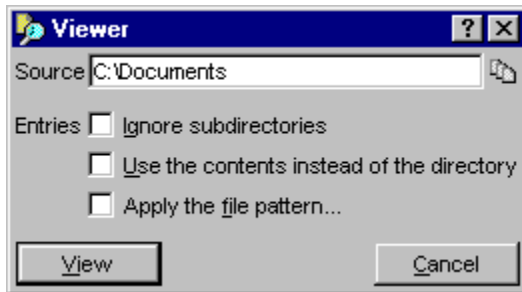 Viewer
Source C:\Documents
Entries Ignore subdirectories
Use the contents instead of the directory
Apply the file pattern...
View Cancel